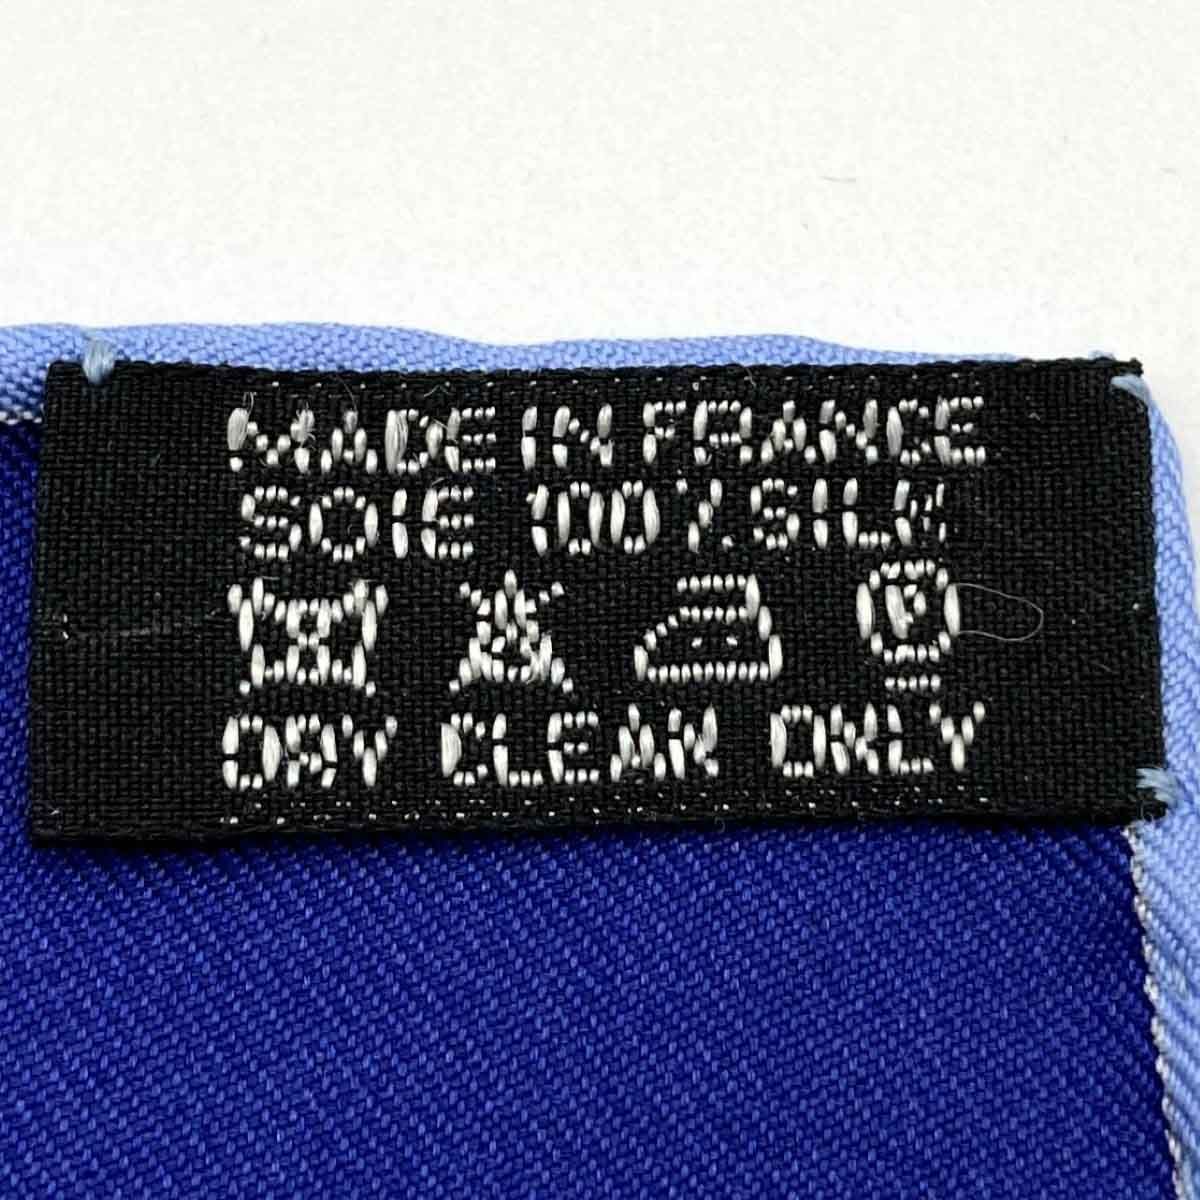 MADE IN FRANCE
SOIE 100% SILK
P
DRY CLEAN ONLY